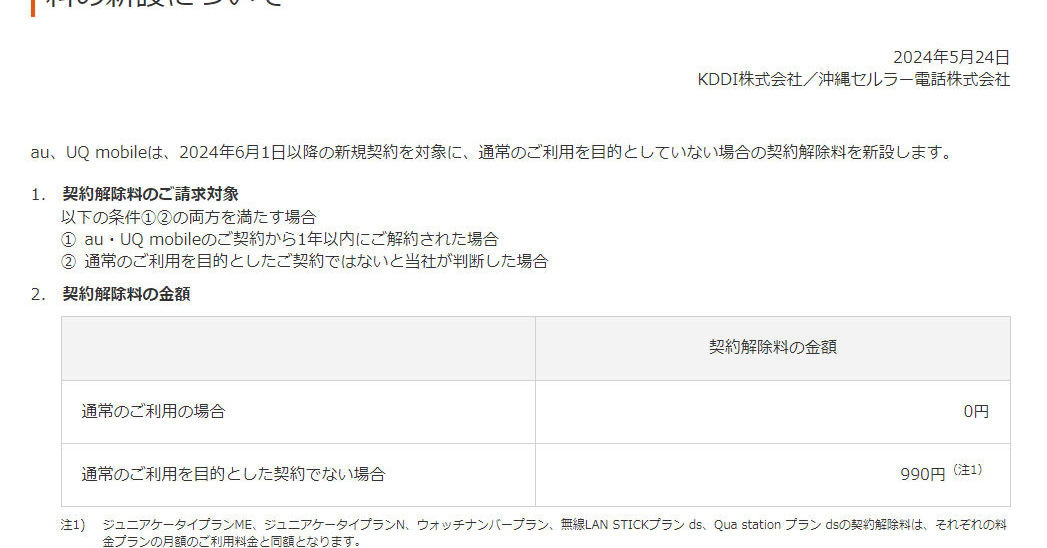 料の新設について
2024年5月24日
KDDI株式会社／沖縄セルラー電話株式会社
au、UQ mobileは、2024年6月1日以降の新規契約を対象に、通常のご利用を目的としていない場合の契約解除料を新設します。
1. 契約解除料のご請求対象
以下の条件①②の両方を満たす場合
① au・UQ mobileのご契約から1年以内にご解約された場合
② 通常のご利用を目的としたご契約ではないと当社が判断した場合
2. 契約解除料の金額
契約解除料の金額
通常のご利用の場合 0円
通常のご利用を目的とした契約でない場合 990円（注1）
注1) ジュニアケータイプランME、ジュニアケータイプランN、ウォッチナンバープラン、無線LAN STICKプラン ds、Qua station プラン dsの契約解除料は、それぞれの料
金プランの月額のご利用料金と同額となります。